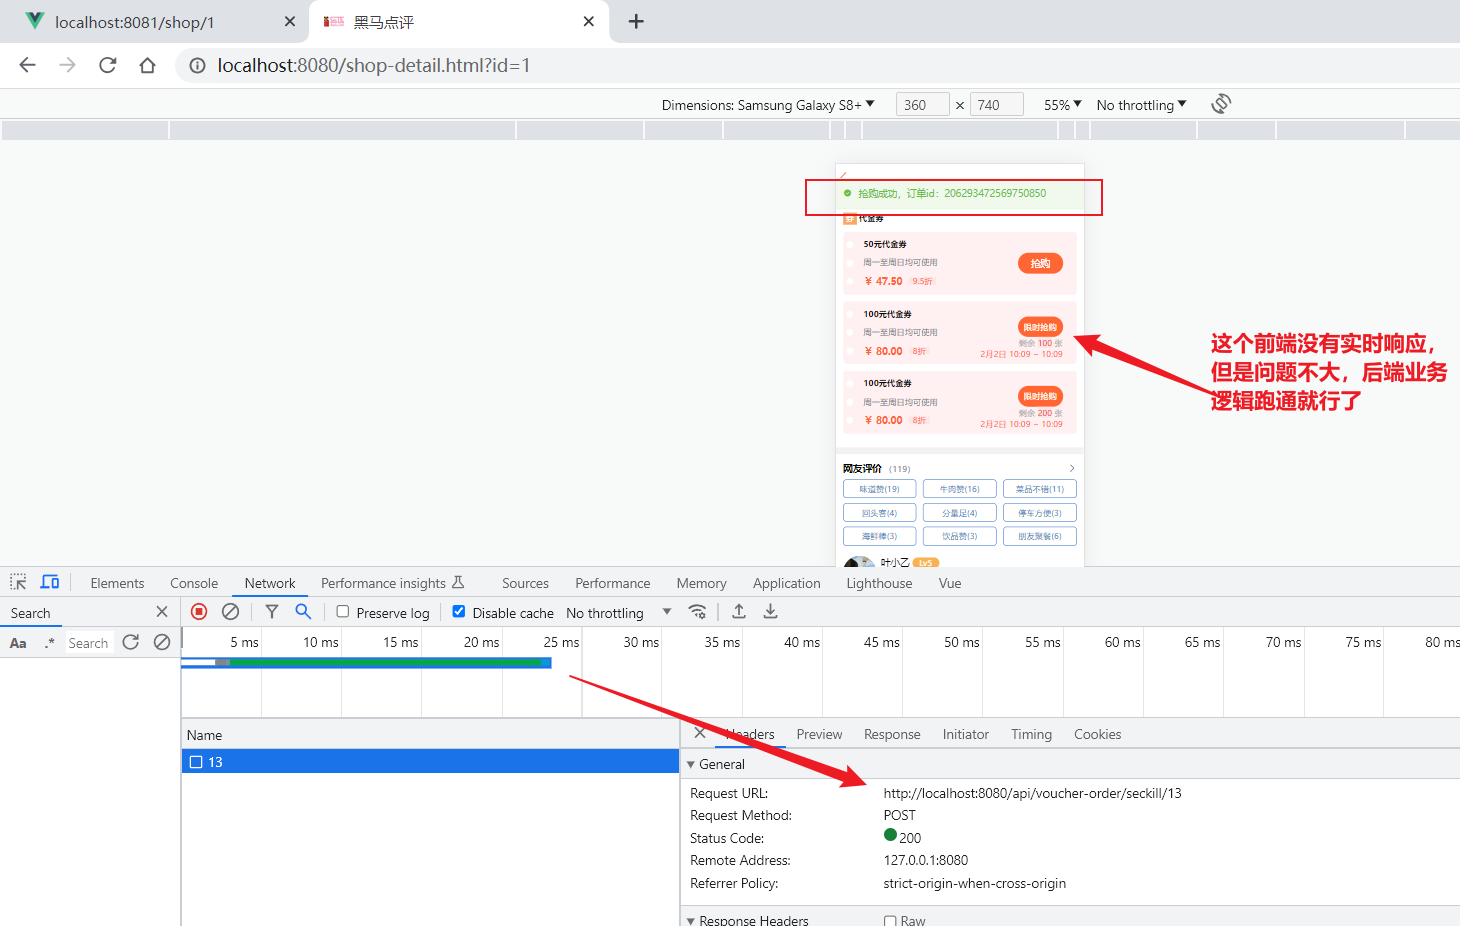 localhost:8081/shop/1
黑马点评
localhost:8080/shop-detail.html?id=1
Dimensions: Samsung Galaxy S8+ 360 × 740 55% No throttling
抢购成功，订单id：206293472569750850
券 代金券
50元代金券
周一至周日均可使用
抢购
¥ 47.50 9.5折
100元代金券
周一至周日均可使用
限时抢购
剩余 100 张
¥ 80.00 8折
2月2日 10:09 ~ 10:09
100元代金券
周一至周日均可使用
限时抢购
剩余 200 张
¥ 80.00 8折
2月2日 10:09 ~ 10:09
这个前端没有实时响应，
但是问题不大，后端业务
逻辑跑通就行了
网友评价 (119)
味道赞(19) 牛肉赞(16) 菜品不错(11)
回头客(4) 分量足(4) 停车方便(3)
海鲜棒(3) 饮品赞(3) 朋友聚餐(6)
叶小乙 Lv5
Elements Console Network Performance insights Sources Performance Memory Application Lighthouse Vue
Search
Preserve log Disable cache No throttling
Aa .* Search
5 ms 10 ms 15 ms 20 ms 25 ms 30 ms 35 ms 40 ms 45 ms 50 ms 55 ms 60 ms 65 ms 70 ms 75 ms 80 ms
Name
Headers Preview Response Initiator Timing Cookies
13
General
Request URL: http://localhost:8080/api/voucher-order/seckill/13
Request Method: POST
Status Code: 200
Remote Address: 127.0.0.1:8080
Referrer Policy: strict-origin-when-cross-origin
Response Headers Raw